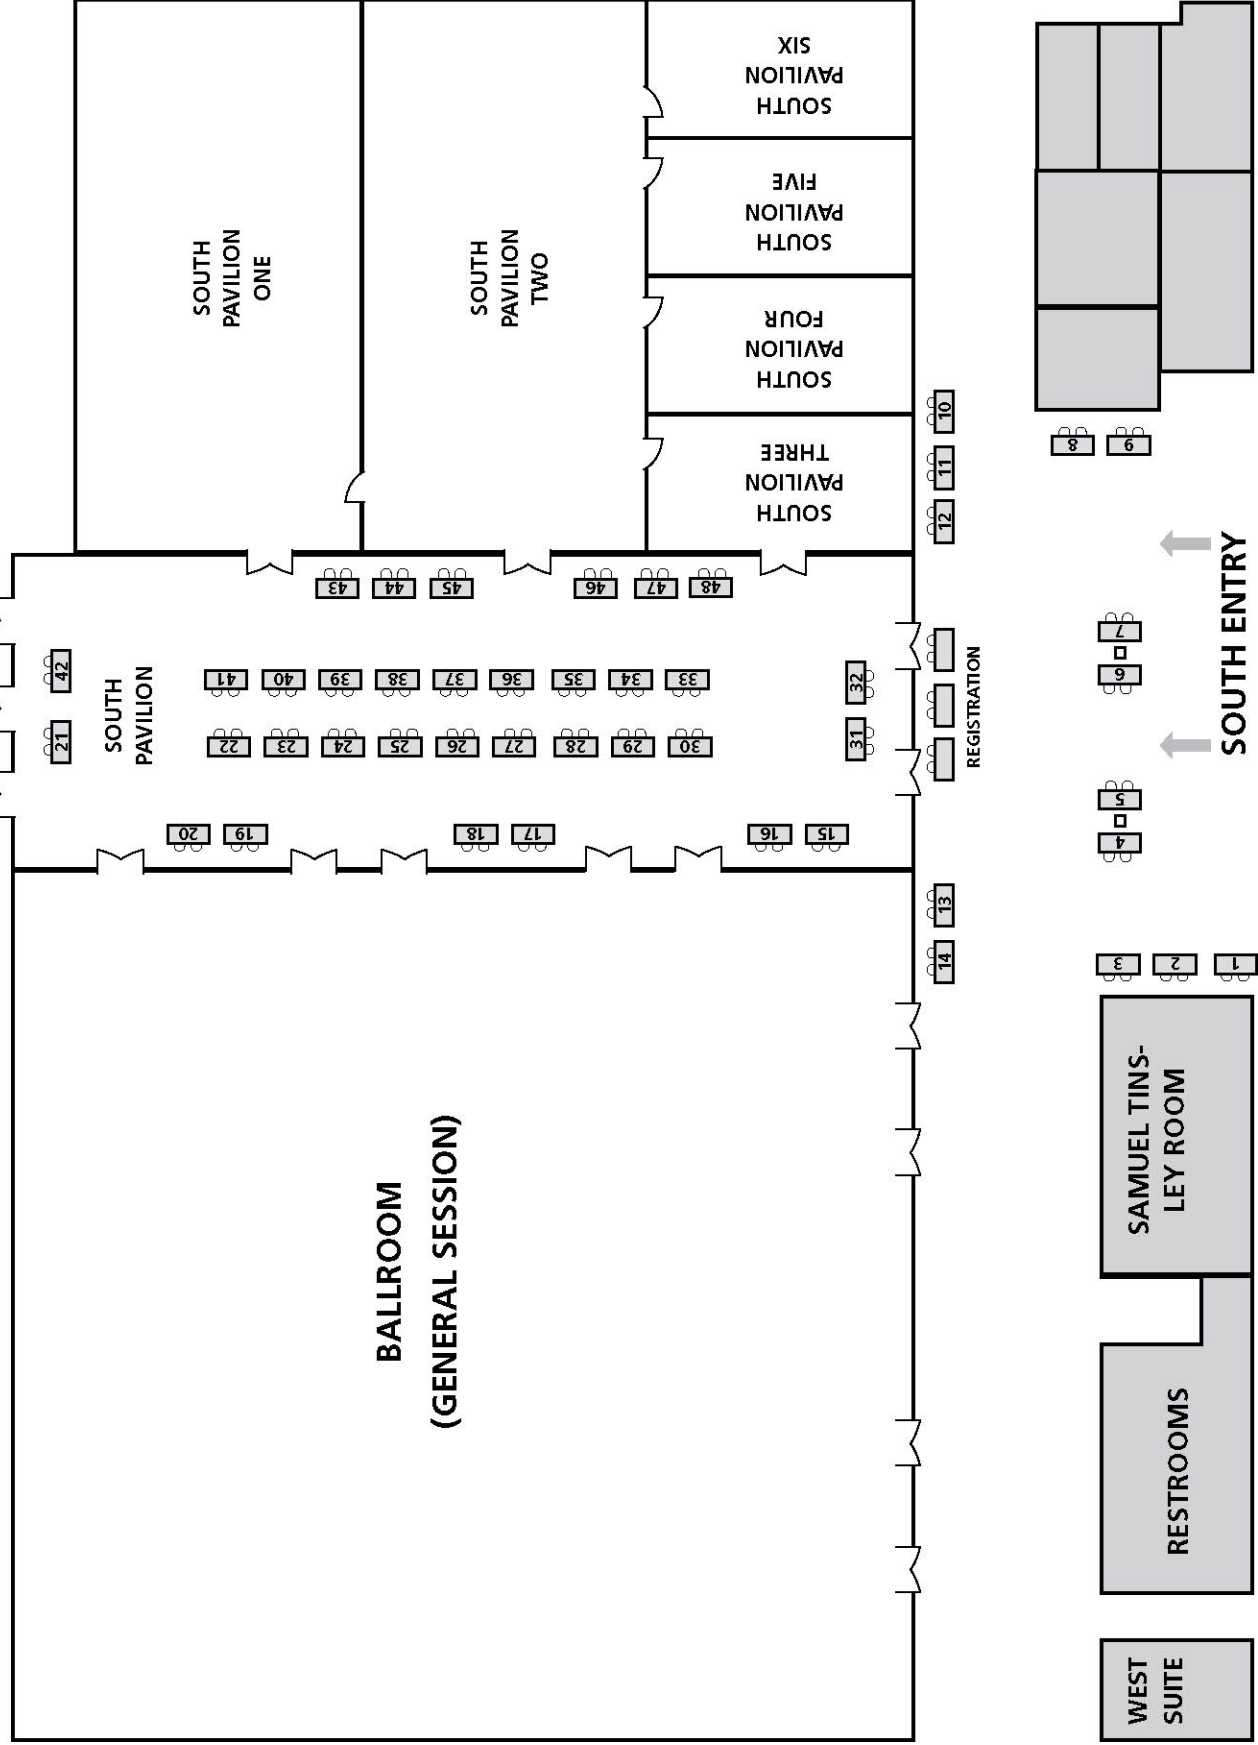 SOUTH
PAVILION
SIX
SOUTH
PAVILION
FIVE
SOUTH
PAVILION
FOUR
SOUTH
PAVILION
THREE
SOUTH
PAVILION
ONE
SOUTH
PAVILION
TWO
10
11
12
8
9
43
44
45
46
47
48
42
21
SOUTH
PAVILION
41
40
39
38
37
36
35
34
33
22
23
24
25
26
27
28
29
30
32
31
REGISTRATION
7
6
5
4
SOUTH ENTRY
20
19
18
17
16
15
13
14
3
2
1
BALLROOM
(GENERAL SESSION)
SAMUEL TINS-
LEY ROOM
RESTROOMS
WEST
SUITE